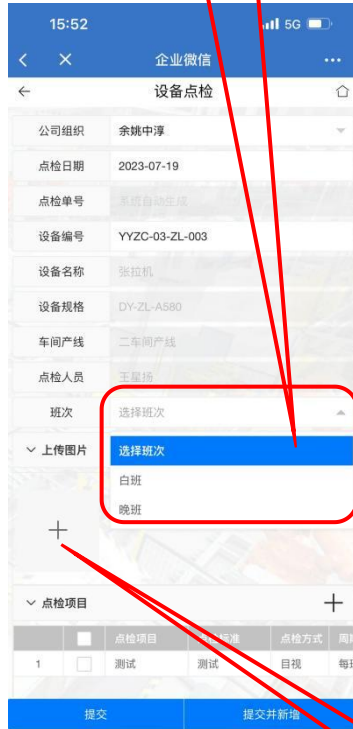 15:52 5G
企业微信
设备点检
公司组织 余姚中淳
点检日期 2023-07-19
点检单号 系统自动生成
设备编号 YYZC-03-ZL-003
设备名称 张拉机
设备规格 DY-ZL-A580
车间产线 二车间产线
点检人员 王星扬
班次 选择班次
上传图片 选择班次
白班
晚班
点检项目
点检项目 点检标准 点检方式
1 测试 测试 目视
提交 提交并新增